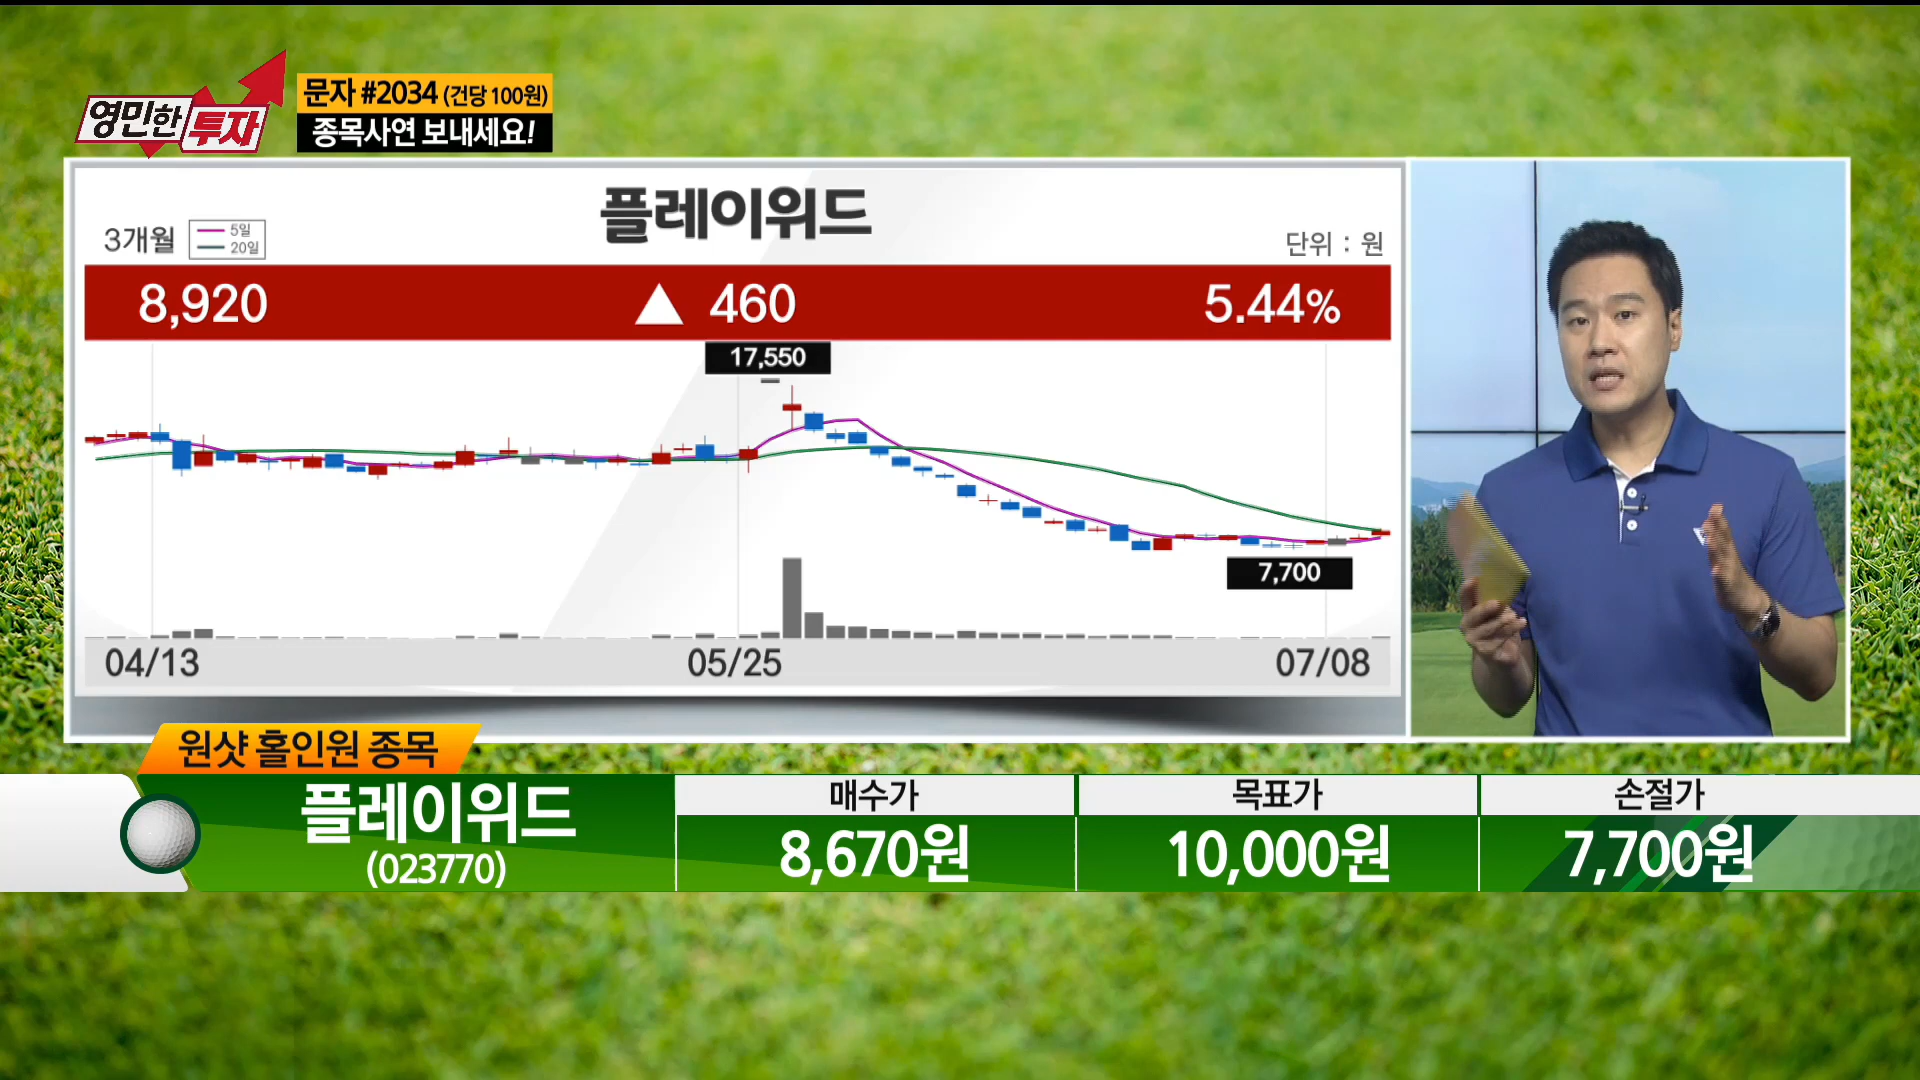 영민한 투자
문자 #2034 (건당 100원)
종목사연 보내세요!
플레이위드
3개월
5일
20일
단위 : 원
8,920 ▲ 460 5.44%
17,550
7,700
04/13 05/25 07/08
원샷 홀인원 종목
플레이위드
(023770)
매수가
8,670원
목표가
10,000원
손절가
7,700원